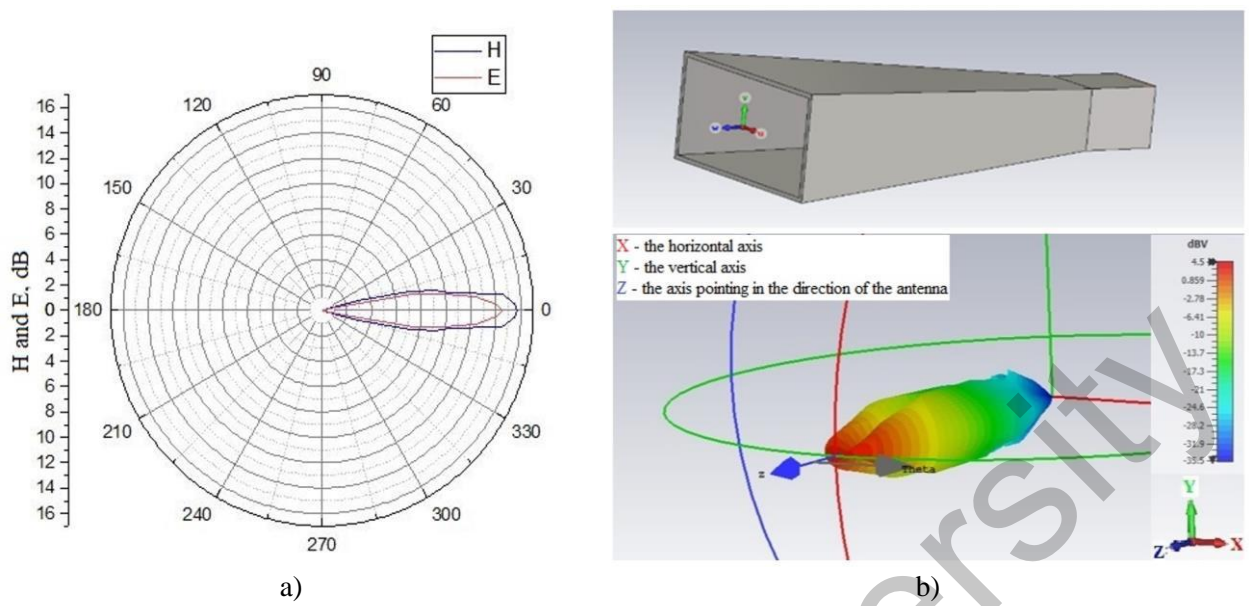 H
E
90
120
60
150
30
180
0
210
330
240
300
270
16
14
12
10
8
6
4
2
0
2
4
6
8
10
12
14
16
H and E, dB
a)
X - the horizontal axis
Y - the vertical axis
Z - the axis pointing in the direction of the antenna
dBV
4.5
0.859
-2.78
-6.41
-10
-13.7
-17.3
-21
-24.6
-28.2
-31.9
-35.5
z
Theta
Y
Z
X
b)
ersity